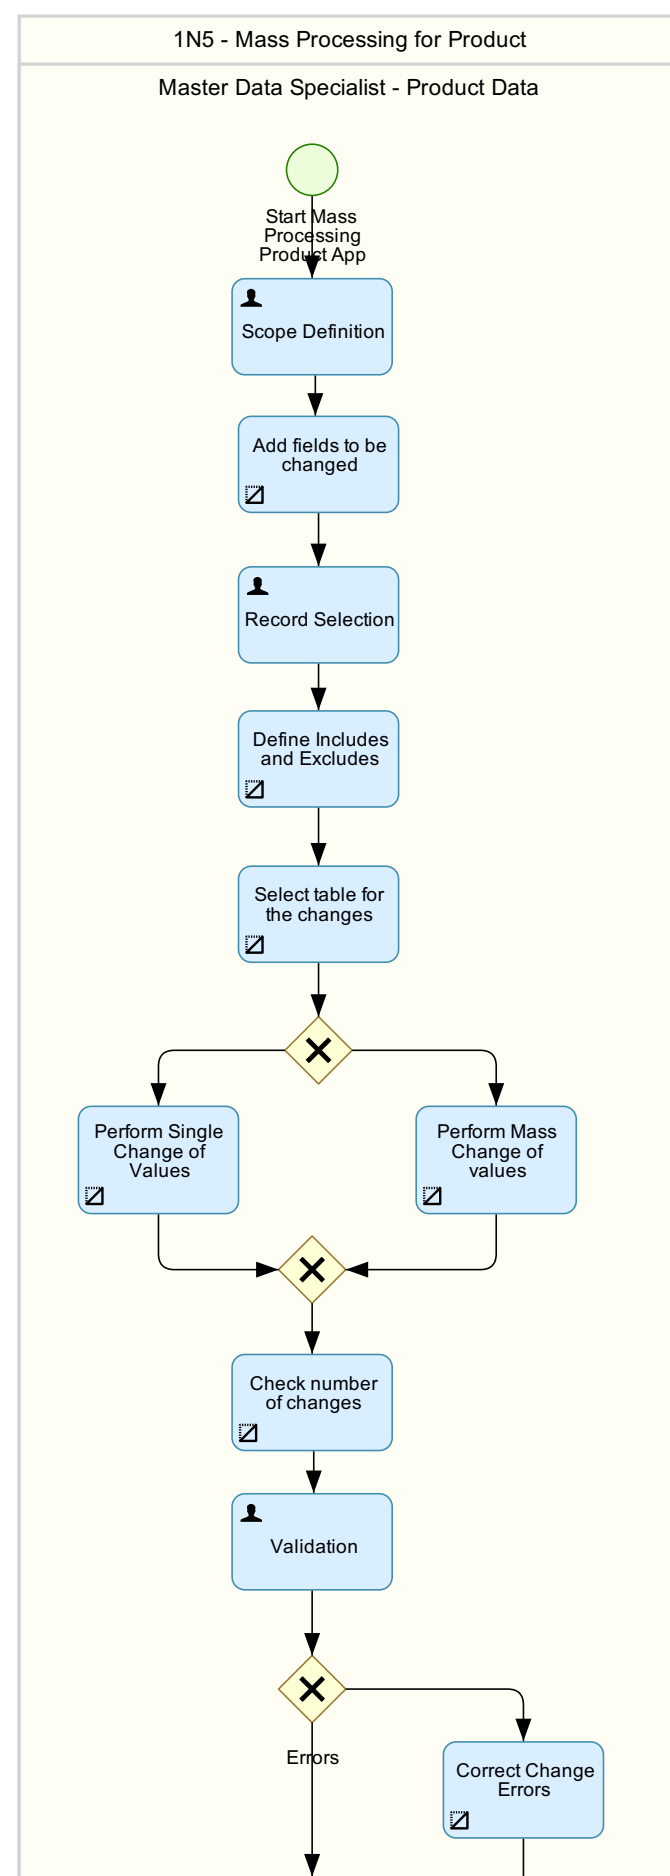 1N5 - Mass Processing for Product
Master Data Specialist - Product Data
Start Mass
Processing
Product App
Scope Definition
Add fields to be
changed
Record Selection
Define Includes
and Excludes
Select table for
the changes
Perform Single
Change of
Values
Perform Mass
Change of
values
Check number
of changes
Validation
Errors
Correct Change
Errors